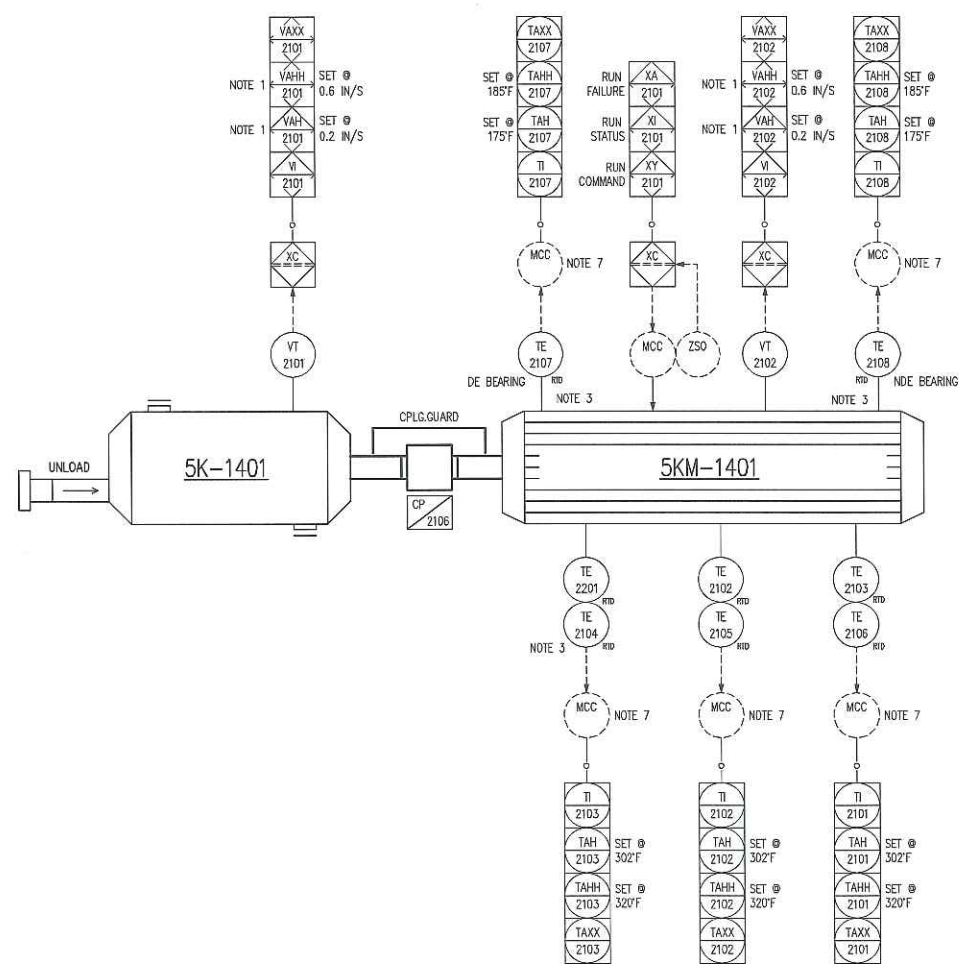 VAXX
2101
VAHH
2101
NOTE 1
SET @
0.6 IN/S
VAH
2101
NOTE 1
SET @
0.2 IN/S
VI
2101
XC
VT
2101
TAXX
2107
SET @
185°F
TAHH
2107
SET @
175°F
TAH
2107
TI
2107
MCC
NOTE 7
TE
2107
RTD
DE BEARING
NOTE 3
RUN
FAILURE
XA
2101
RUN
STATUS
XI
2101
RUN
COMMAND
XY
2101
XC
MCC
ZSO
VAXX
2102
NOTE 1
VAHH
2102
SET @
0.6 IN/S
NOTE 1
VAH
2102
SET @
0.2 IN/S
VI
2102
XC
VT
2102
TAXX
2108
TAHH
2108
SET @
185°F
TAH
2108
SET @
175°F
TI
2108
MCC
NOTE 7
TE
2108
RTD
NDE BEARING
NOTE 3
UNLOAD
5K-1401
CPLG.GUARD
CP
2106
5KM-1401
TE
2201
RTD
TE
2104
RTD
NOTE 3
MCC
NOTE 7
TI
2103
TAH
2103
SET @
302°F
TAHH
2103
SET @
320°F
TAXX
2103
TE
2102
RTD
TE
2105
RTD
MCC
NOTE 7
TI
2102
TAH
2102
SET @
302°F
TAHH
2102
SET @
320°F
TAXX
2102
TE
2103
RTD
TE
2106
RTD
MCC
NOTE 7
TI
2101
TAH
2101
SET @
302°F
TAHH
2101
SET @
320°F
TAXX
2101